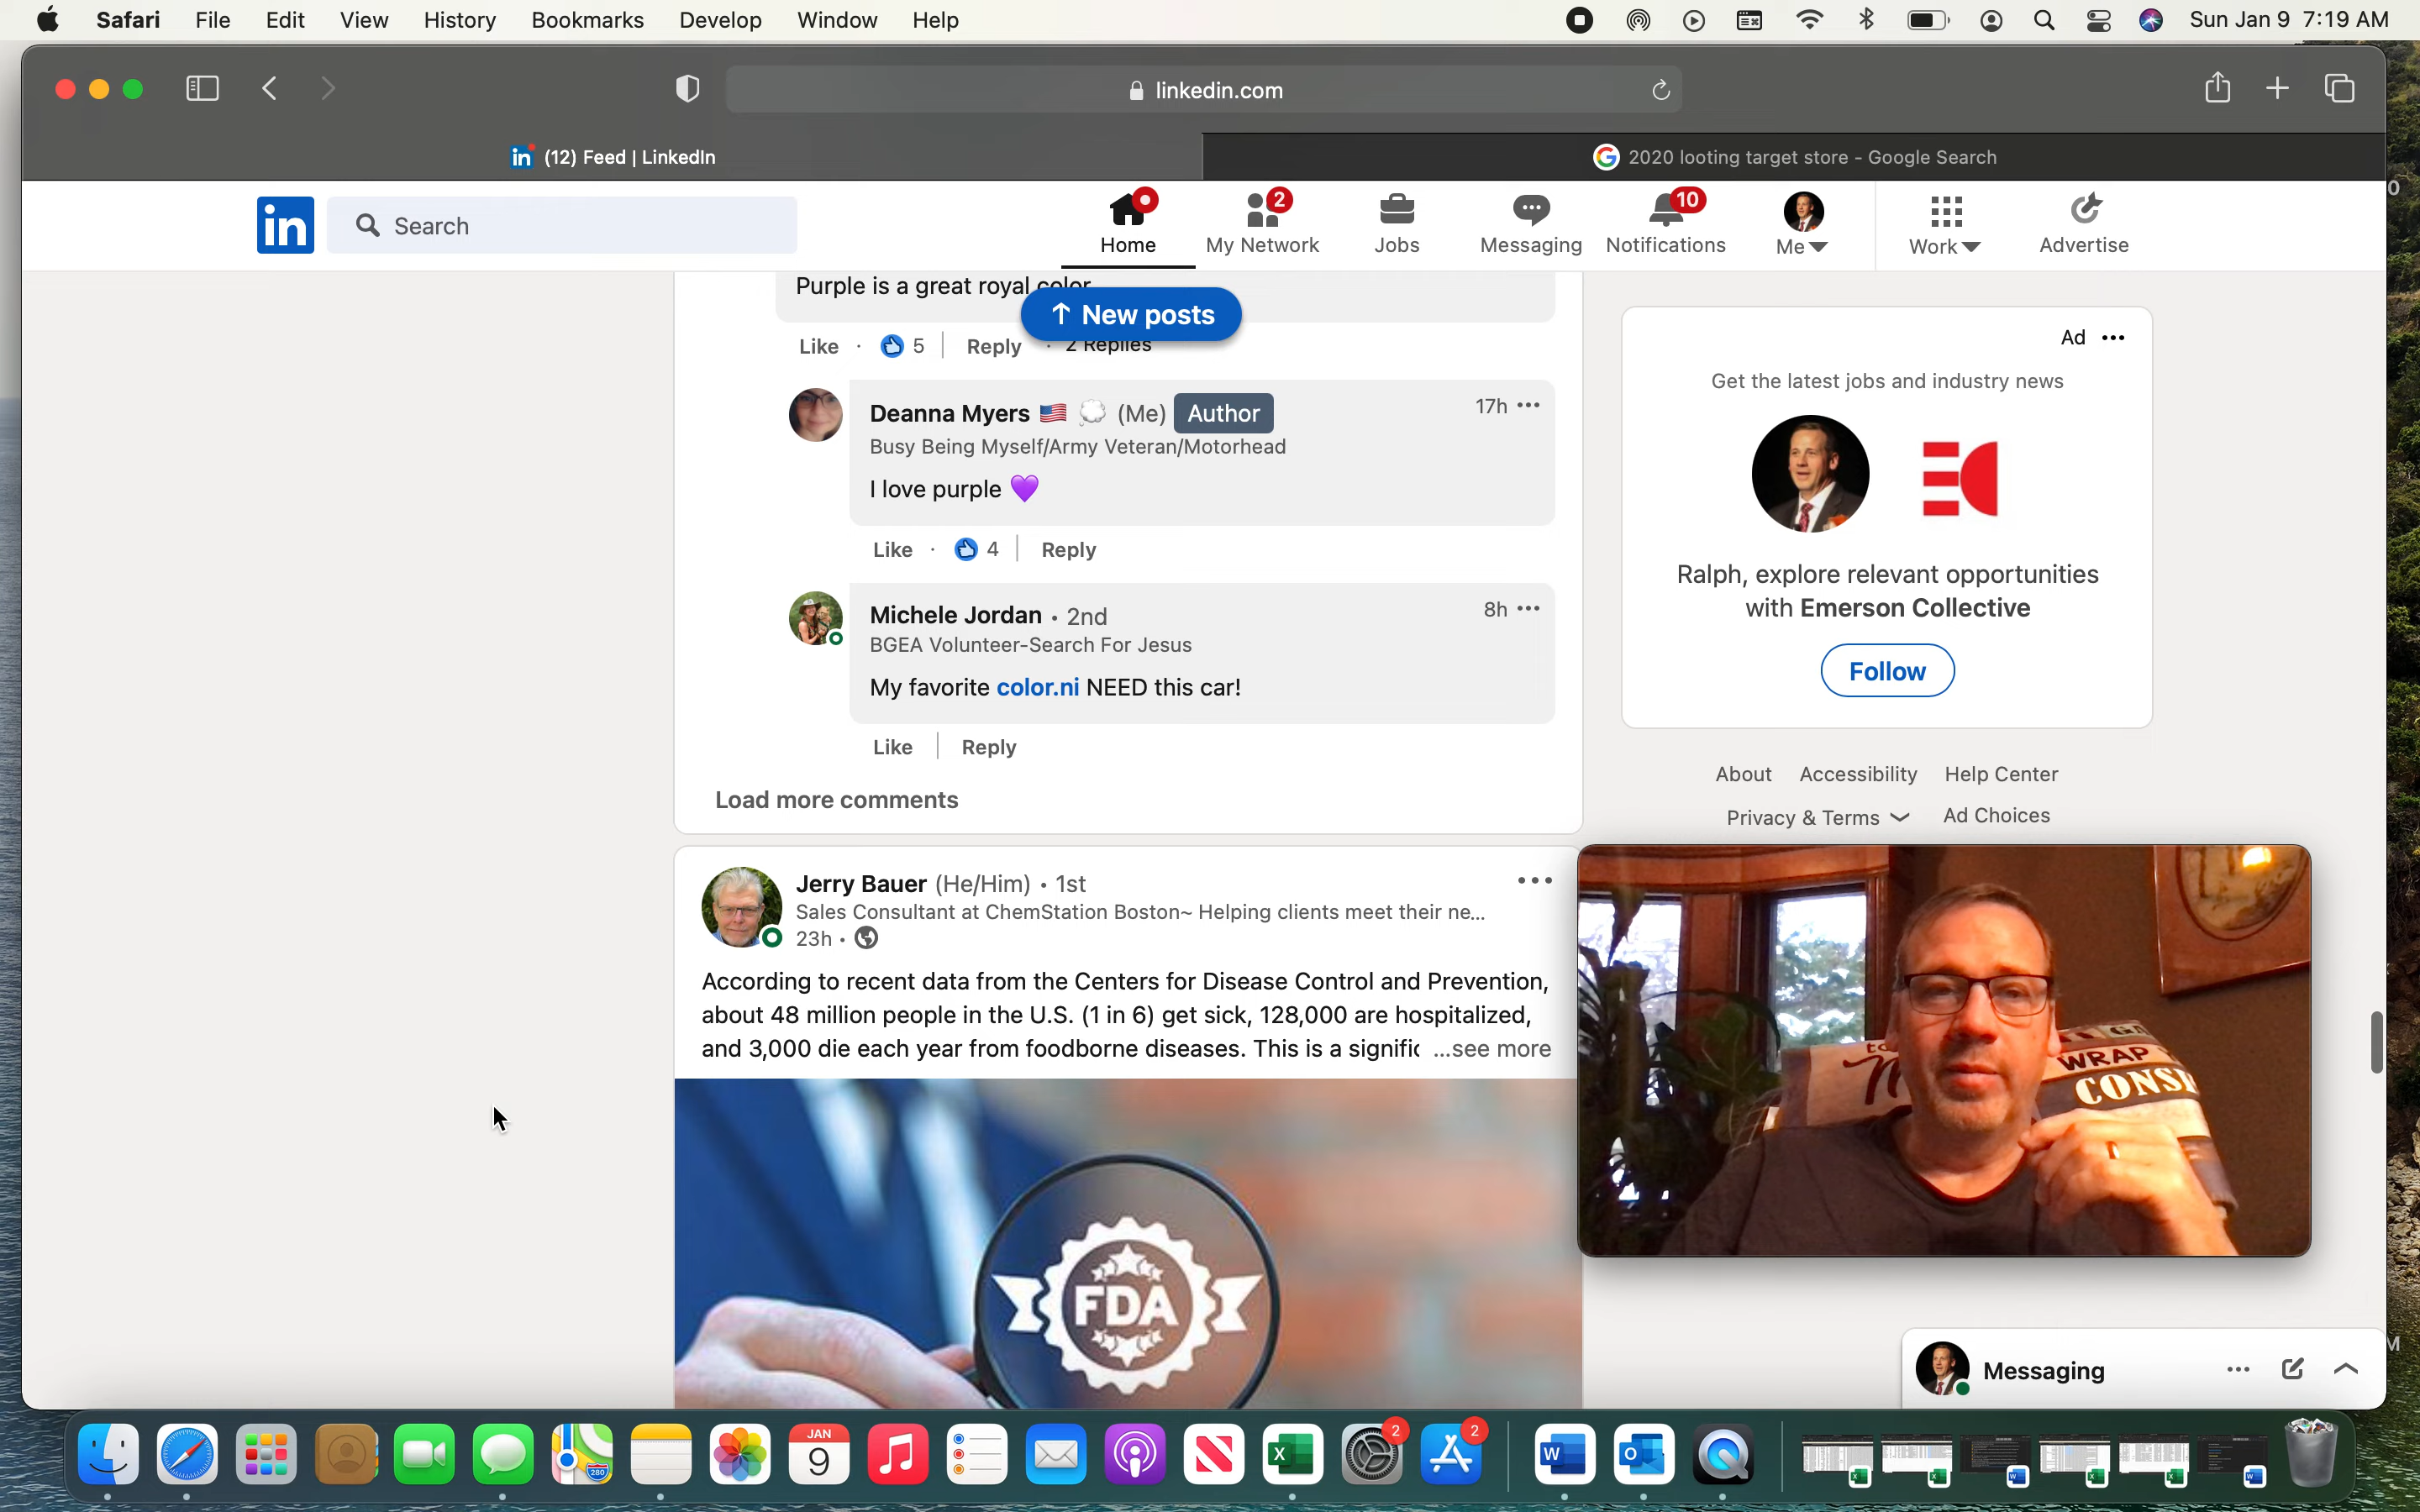 Safari File Edit View History Bookmarks Develop Window Help Sun Jan 9 7:19 AM
linkedin.com
in (12) Feed | LinkedIn
G 2020 looting target store - Google Search
in Search
2 10
Home My Network Jobs Messaging Notifications Me Work Advertise
Purple is a great royal color
↑ New posts
Like · 5 Reply · 2 Replies
Deanna Myers 🇺🇸 💭 (Me) Author 17h ···
Busy Being Myself/Army Veteran/Motorhead
I love purple 💜
Like · 4 Reply
Michele Jordan · 2nd 8h ···
BGEA Volunteer-Search For Jesus
My favorite color.ni NEED this car!
Like Reply
Load more comments
Ad ···
Get the latest jobs and industry news
Ralph, explore relevant opportunities
with Emerson Collective
Follow
About Accessibility Help Center
Privacy & Terms Ad Choices
Jerry Bauer (He/Him) · 1st ···
Sales Consultant at ChemStation Boston~ Helping clients meet their ne...
23h ·
According to recent data from the Centers for Disease Control and Prevention,
about 48 million people in the U.S. (1 in 6) get sick, 128,000 are hospitalized,
and 3,000 die each year from foodborne diseases. This is a signific ...see more
FDA
WRAP
Messaging ···
JAN
9
280
2
2